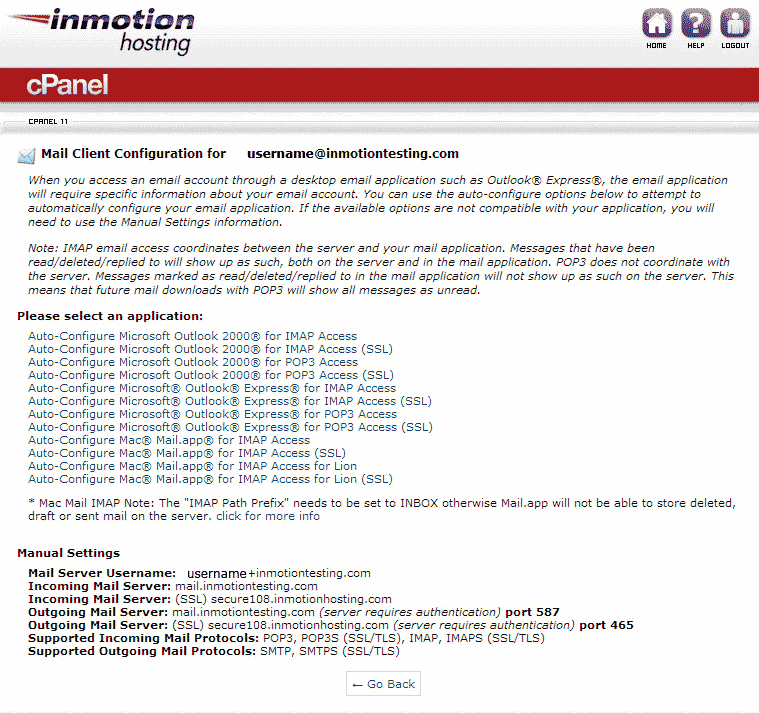 inmotion
hosting
HOME HELP LOGOUT
cPanel
CPANEL 11
Mail Client Configuration for username@inmotiontesting.com
When you access an email account through a desktop email application such as Outlook® Express®, the email application
will require specific information about your email account. You can use the auto-configure options below to attempt to
automatically configure your email application. If the available options are not compatible with your application, you will
need to use the Manual Settings information.
Note: IMAP email access coordinates between the server and your mail application. Messages that have been
read/deleted/replied to will show up as such, both on the server and in the mail application. POP3 does not coordinate with
the server. Messages marked as read/deleted/replied to in the mail application will not show up as such on the server. This
means that future mail downloads with POP3 will show all messages as unread.
Please select an application:
Auto-Configure Microsoft Outlook 2000® for IMAP Access
Auto-Configure Microsoft Outlook 2000® for IMAP Access (SSL)
Auto-Configure Microsoft Outlook 2000® for POP3 Access
Auto-Configure Microsoft Outlook 2000® for POP3 Access (SSL)
Auto-Configure Microsoft® Outlook® Express® for IMAP Access
Auto-Configure Microsoft® Outlook® Express® for IMAP Access (SSL)
Auto-Configure Microsoft® Outlook® Express® for POP3 Access
Auto-Configure Microsoft® Outlook® Express® for POP3 Access (SSL)
Auto-Configure Mac® Mail.app® for IMAP Access
Auto-Configure Mac® Mail.app® for IMAP Access (SSL)
Auto-Configure Mac® Mail.app® for IMAP Access for Lion
Auto-Configure Mac® Mail.app® for IMAP Access for Lion (SSL)
* Mac Mail IMAP Note: The "IMAP Path Prefix" needs to be set to INBOX otherwise Mail.app will not be able to store deleted,
draft or sent mail on the server. click for more info
Manual Settings
Mail Server Username: username+inmotiontesting.com
Incoming Mail Server: mail.inmotiontesting.com
Incoming Mail Server: (SSL) secure108.inmotionhosting.com
Outgoing Mail Server: mail.inmotiontesting.com (server requires authentication) port 587
Outgoing Mail Server: (SSL) secure108.inmotionhosting.com (server requires authentication) port 465
Supported Incoming Mail Protocols: POP3, POP3S (SSL/TLS), IMAP, IMAPS (SSL/TLS)
Supported Outgoing Mail Protocols: SMTP, SMTPS (SSL/TLS)
← Go Back